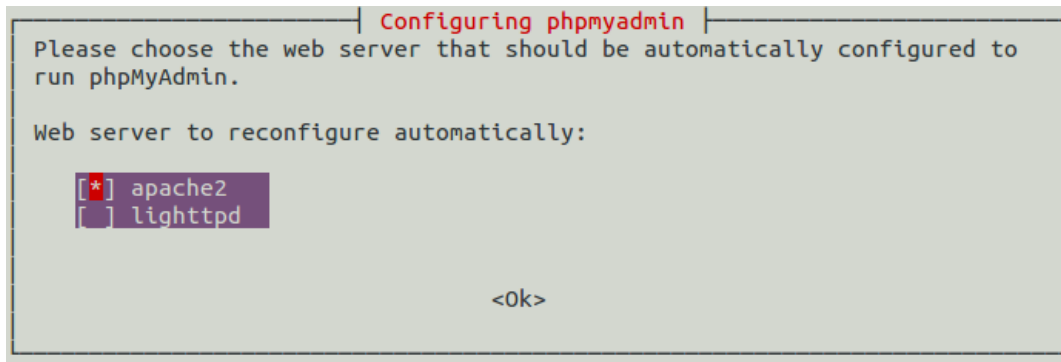 Configuring phpmyadmin
Please choose the web server that should be automatically configured to
run phpMyAdmin.
Web server to reconfigure automatically:
[*] apache2
[ ] lighttpd
<Ok>